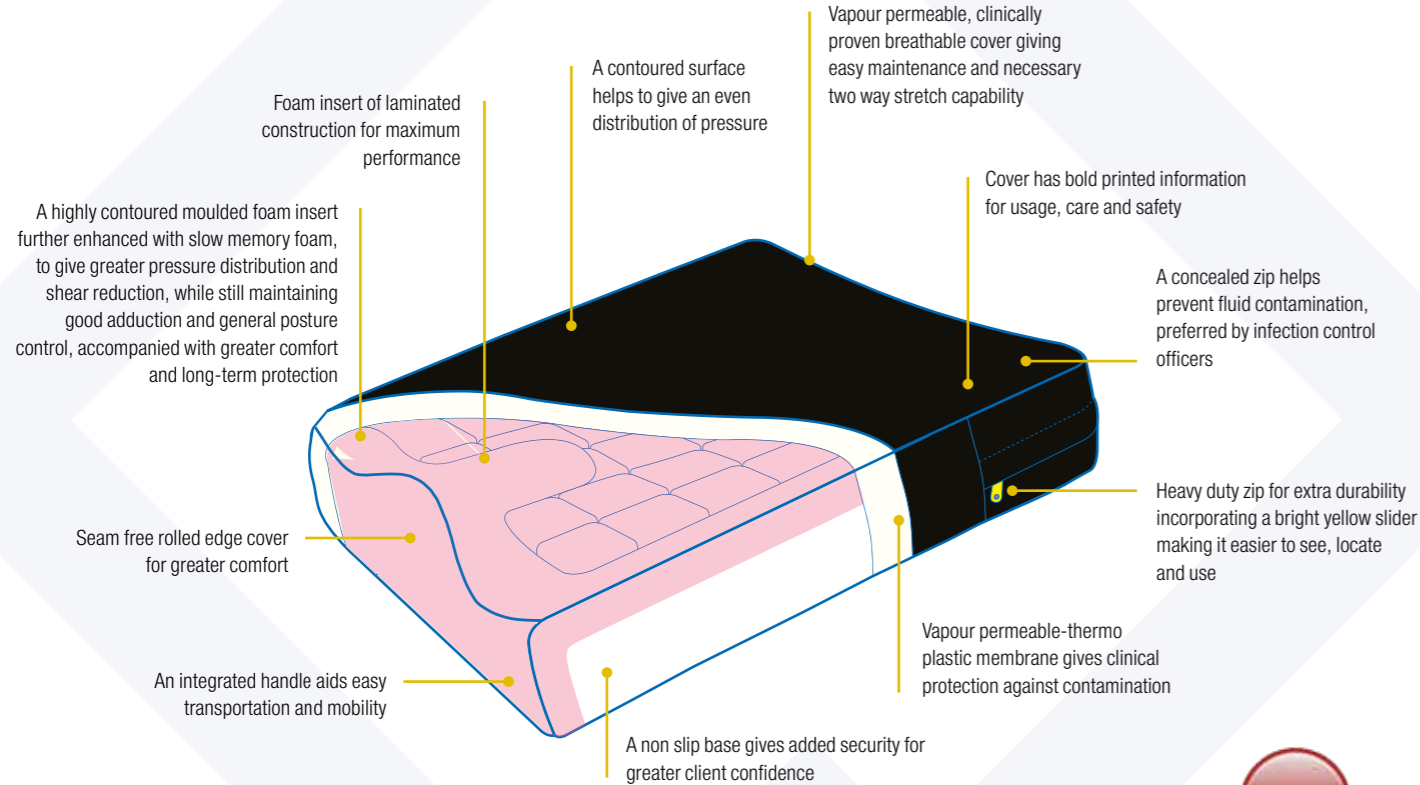 Vapour permeable, clinically
proven breathable cover giving
easy maintenance and necessary
two way stretch capability
A contoured surface
helps to give an even
distribution of pressure
Foam insert of laminated
construction for maximum
performance
Cover has bold printed information
for usage, care and safety
A highly contoured moulded foam insert
further enhanced with slow memory foam,
to give greater pressure distribution and
shear reduction, while still maintaining
good adduction and general posture
control, accompanied with greater comfort
and long-term protection
A concealed zip helps
prevent fluid contamination,
preferred by infection control
officers
Heavy duty zip for extra durability
incorporating a bright yellow slider
making it easier to see, locate
and use
Seam free rolled edge cover
for greater comfort
Vapour permeable-thermo
plastic membrane gives clinical
protection against contamination
An integrated handle aids easy
transportation and mobility
A non slip base gives added security for
greater client confidence